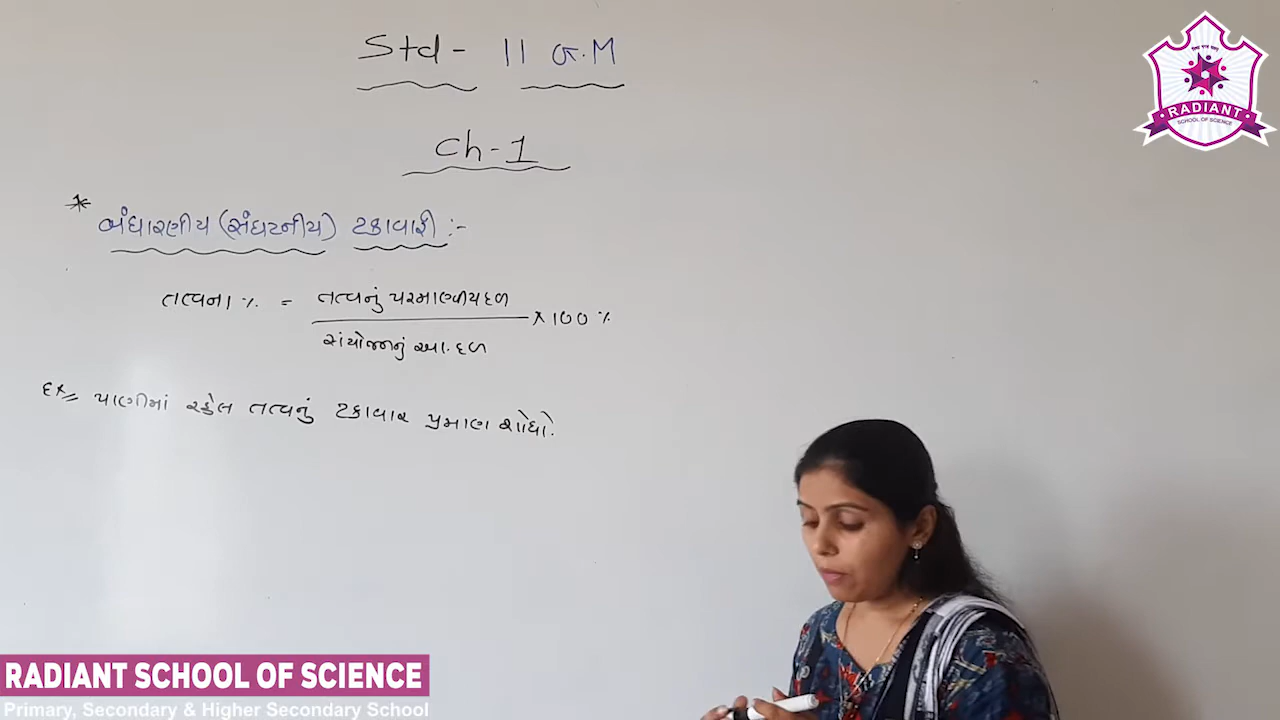 Std - 11 G.M
Ch-1
* બંધારણીય (સંઘટનીય) ટકાવારી :-
તત્વના % = તત્વનું પરમાણ્વીય દળ
× 100 %
સંયોજનનું આ. દળ
Ex= પાણીમાં રહેલ તત્વનું ટકાવાર પ્રમાણ શોધો.
RADIANT
SCHOOL OF SCIENCE
RADIANT SCHOOL OF SCIENCE
Primary, Secondary & Higher Secondary School